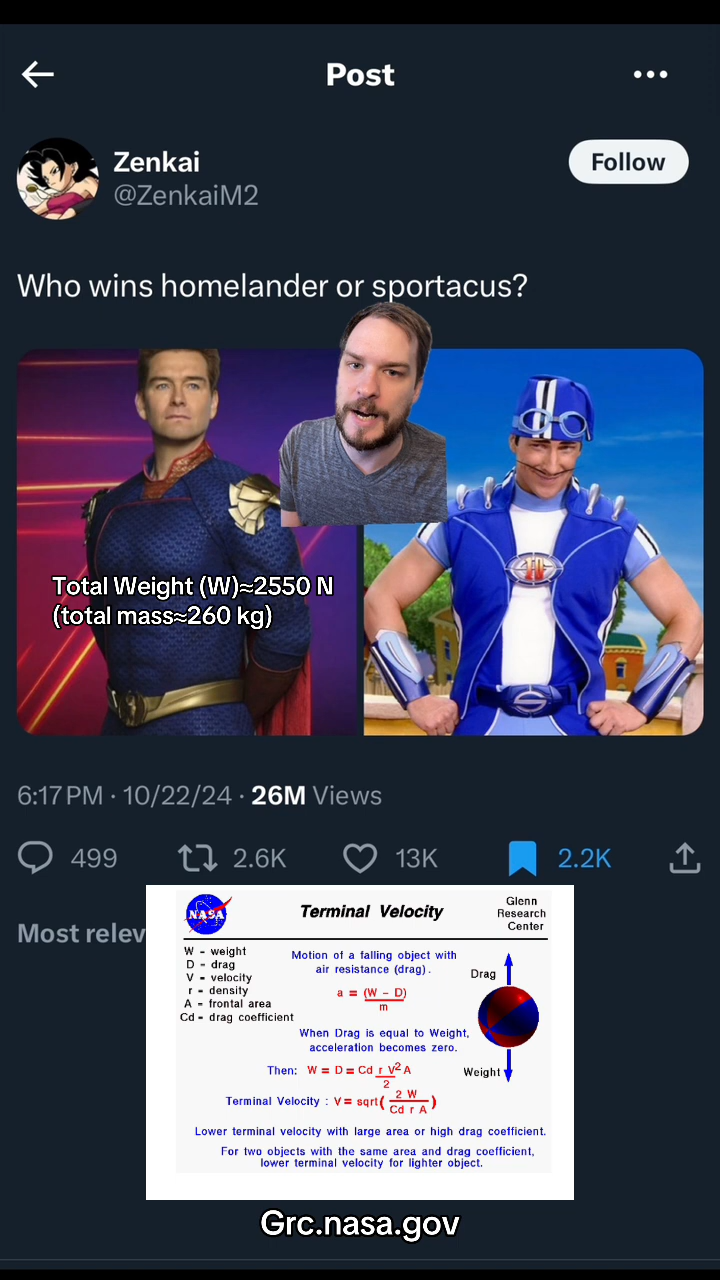 Post
Zenkai
@ZenkaiM2
Follow
Who wins homelander or sportacus?
Total Weight (W)≈2550 N
(total mass≈260 kg)
6:17 PM · 10/22/24 · 26M Views
499
2.6K
13K
2.2K
Most relev
NASA
Terminal Velocity
Glenn
Research
Center
W - weight
D - drag
V - velocity
r - density
A - frontal area
Cd - drag coefficient
Motion of a falling object with
air resistance (drag).
a = (W - D)
m
Drag
When Drag is equal to Weight,
acceleration becomes zero.
Then: W = D = Cd r V² A
2
Weight
Terminal Velocity : V = sqrt( 2 W
Cd r A )
Lower terminal velocity with large area or high drag coefficient.
For two objects with the same area and drag coefficient,
lower terminal velocity for lighter object.
Grc.nasa.gov